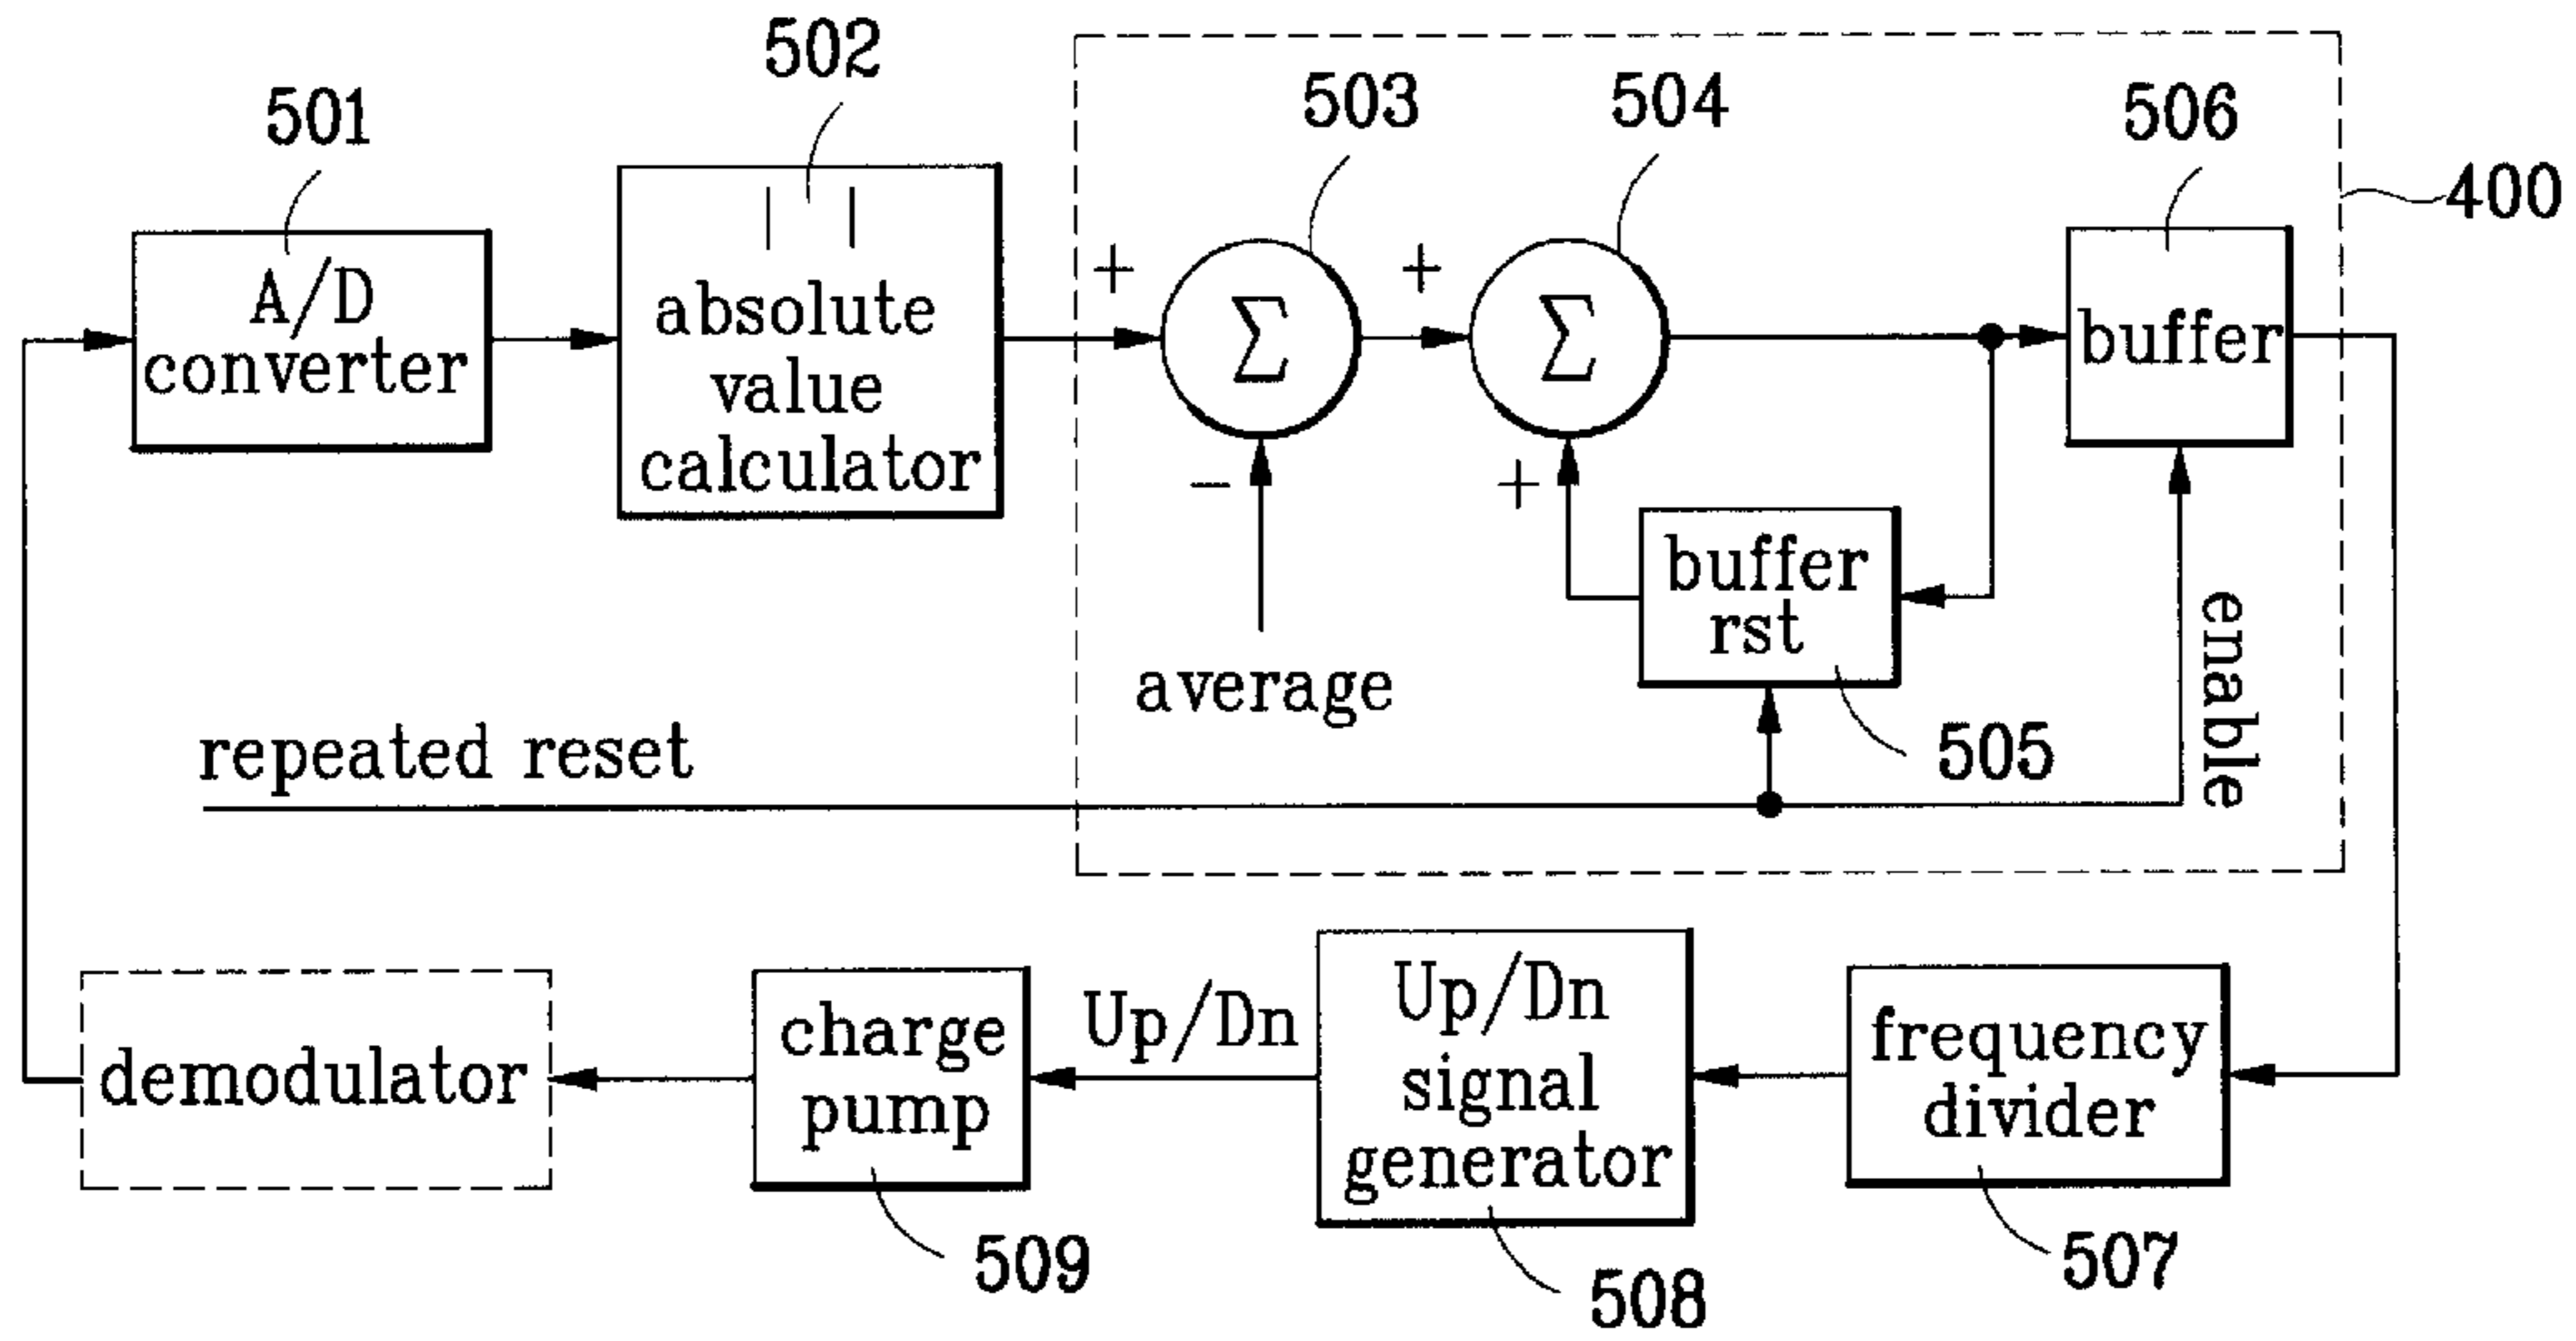 502
503
504
506
501
400
A/D
converter
| |
absolute
value
calculator
+
Σ
-
average
+
Σ
+
buffer
buffer
rst
505
enable
repeated reset
demodulator
charge
pump
509
Up/Dn
Up/Dn
signal
generator
508
frequency
divider
507